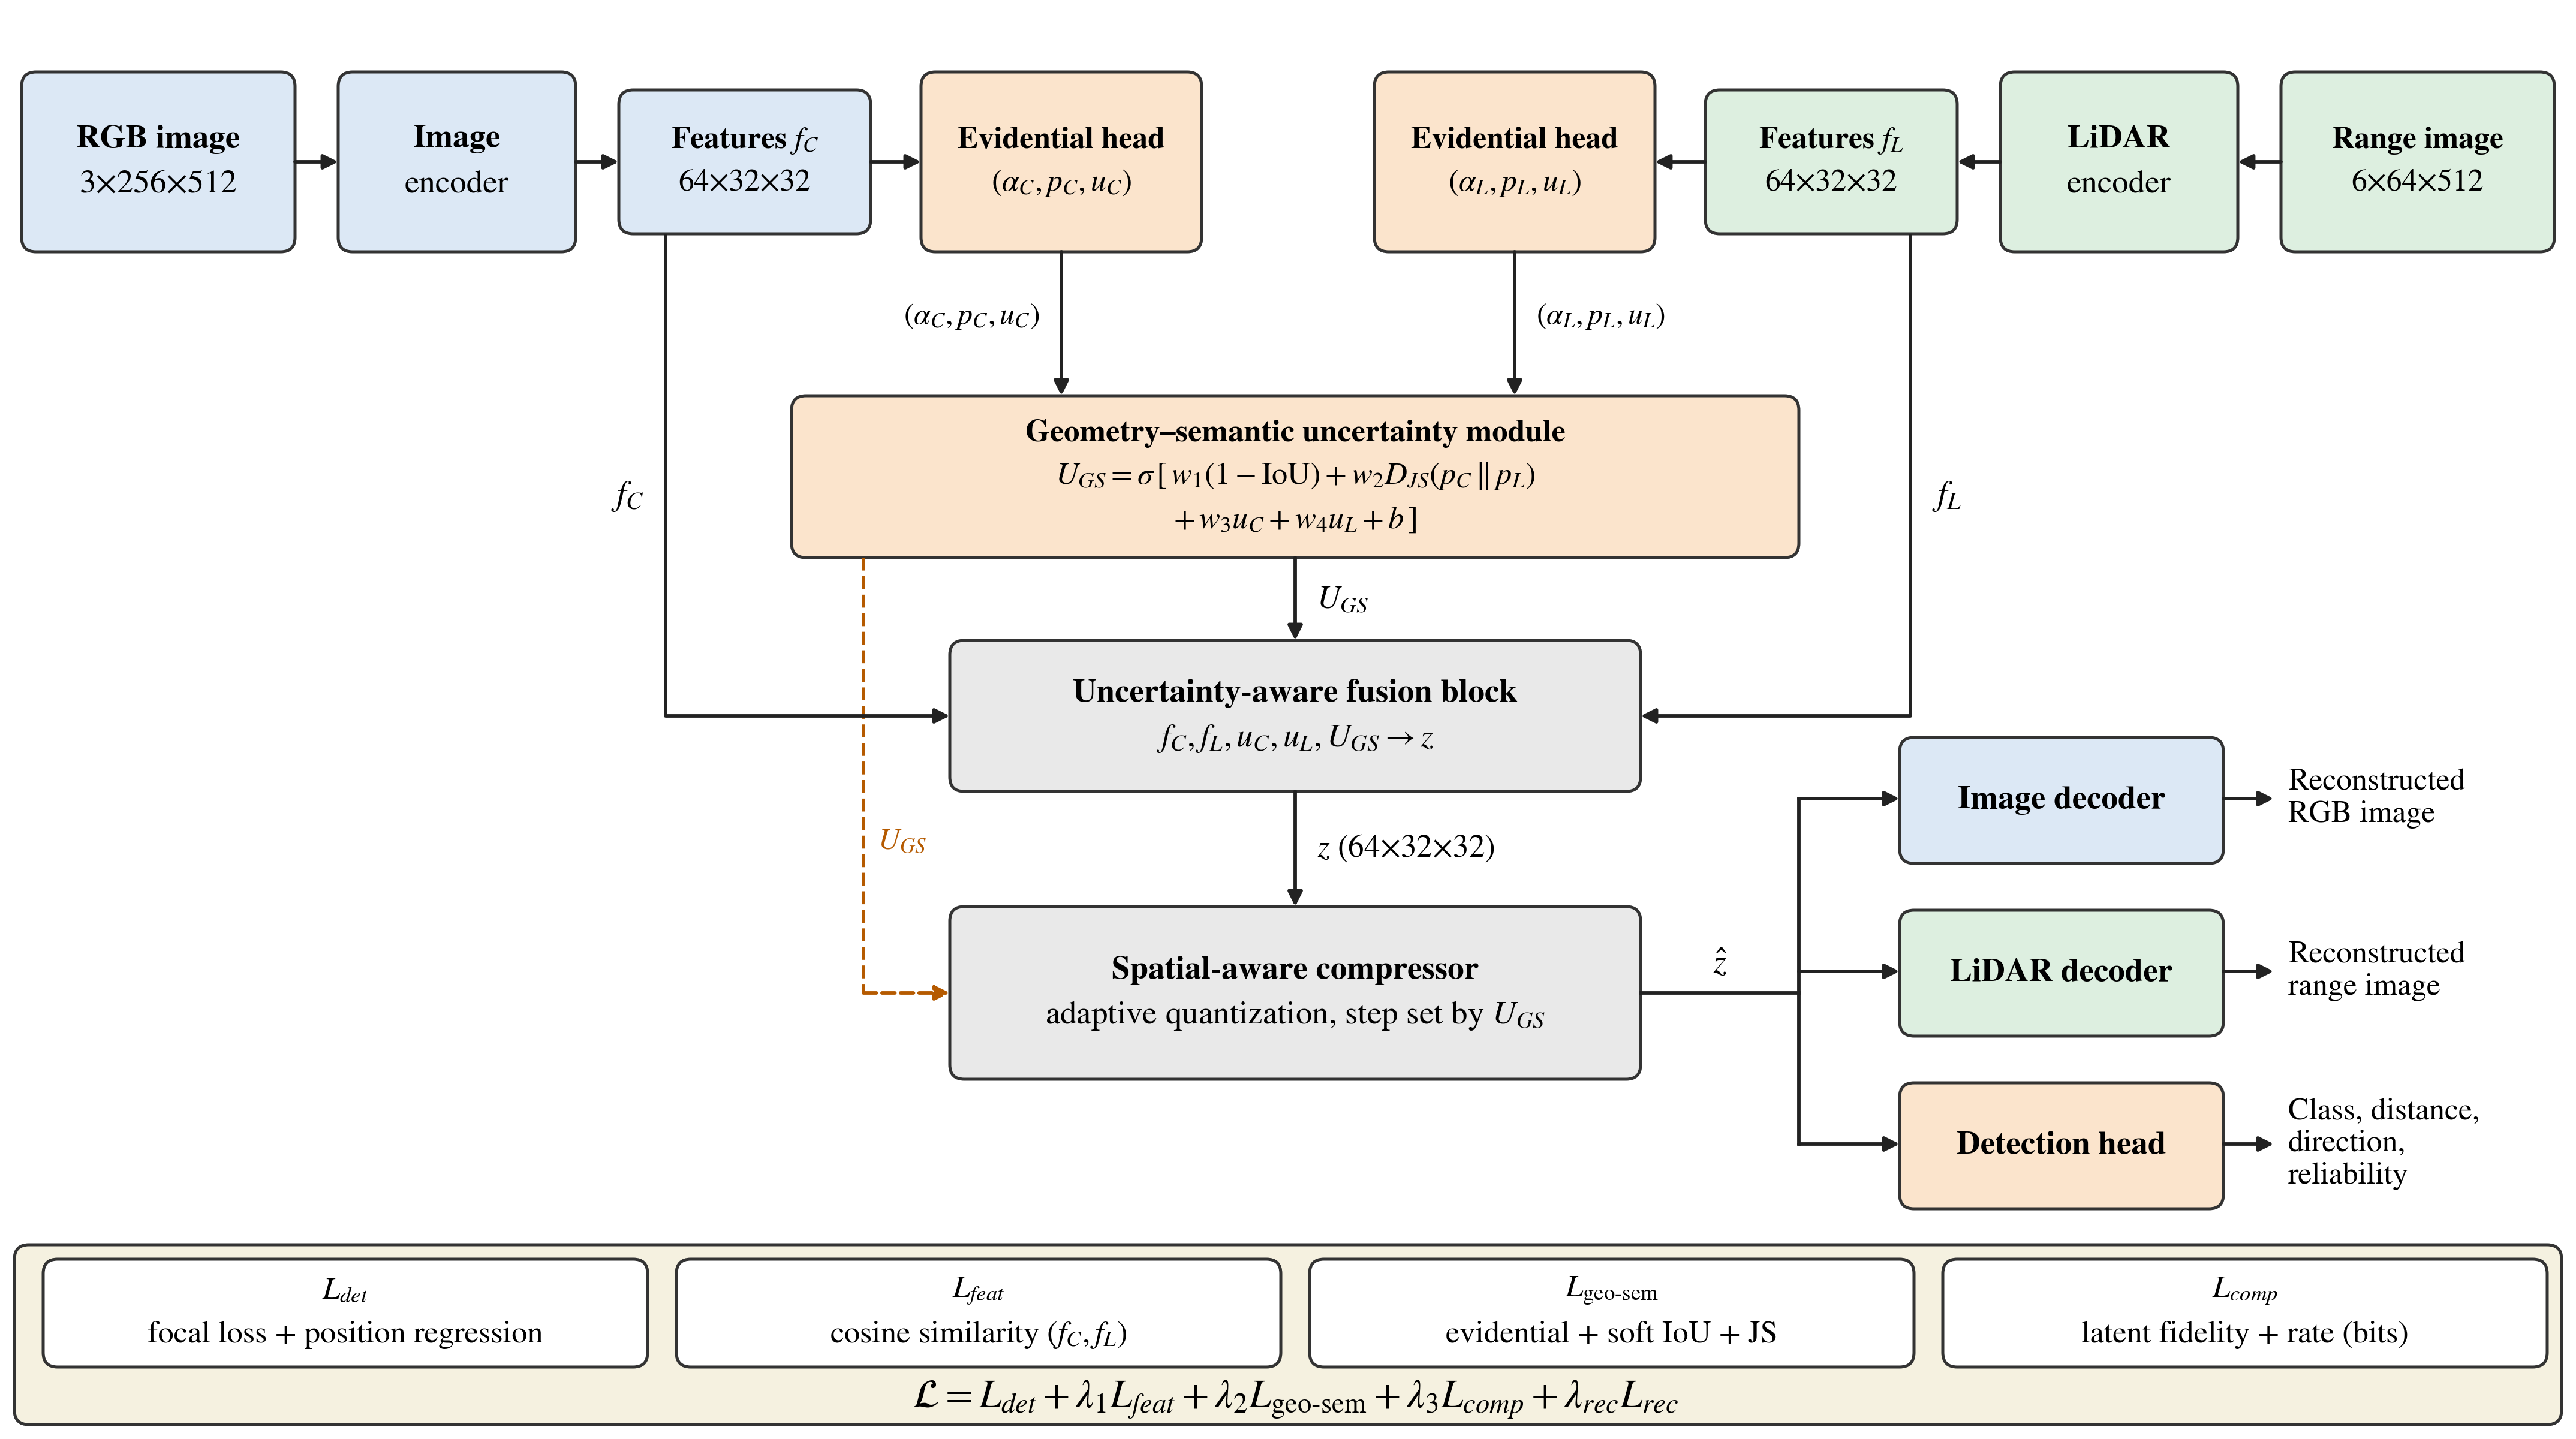 RGB image
3×256×512
Image
encoder
Features f_C
64×32×32
Evidential head
(α_C, p_C, u_C)
Evidential head
(α_L, p_L, u_L)
Features f_L
64×32×32
LiDAR
encoder
Range image
6×64×512
(α_C, p_C, u_C)
(α_L, p_L, u_L)
Geometry–semantic uncertainty module
U_GS = σ[ w_1(1 − IoU) + w_2 D_JS(p_C ∥ p_L)
+ w_3 u_C + w_4 u_L + b ]
f_C
f_L
U_GS
Uncertainty-aware fusion block
f_C, f_L, u_C, u_L, U_GS → z
U_GS
z (64×32×32)
Spatial-aware compressor
adaptive quantization, step set by U_GS
ẑ
Image decoder
Reconstructed
RGB image
LiDAR decoder
Reconstructed
range image
Detection head
Class, distance,
direction,
reliability
L_det
focal loss + position regression
L_feat
cosine similarity (f_C, f_L)
L_geo-sem
evidential + soft IoU + JS
L_comp
latent fidelity + rate (bits)
ℒ = L_det + λ_1 L_feat + λ_2 L_geo-sem + λ_3 L_comp + λ_rec L_rec